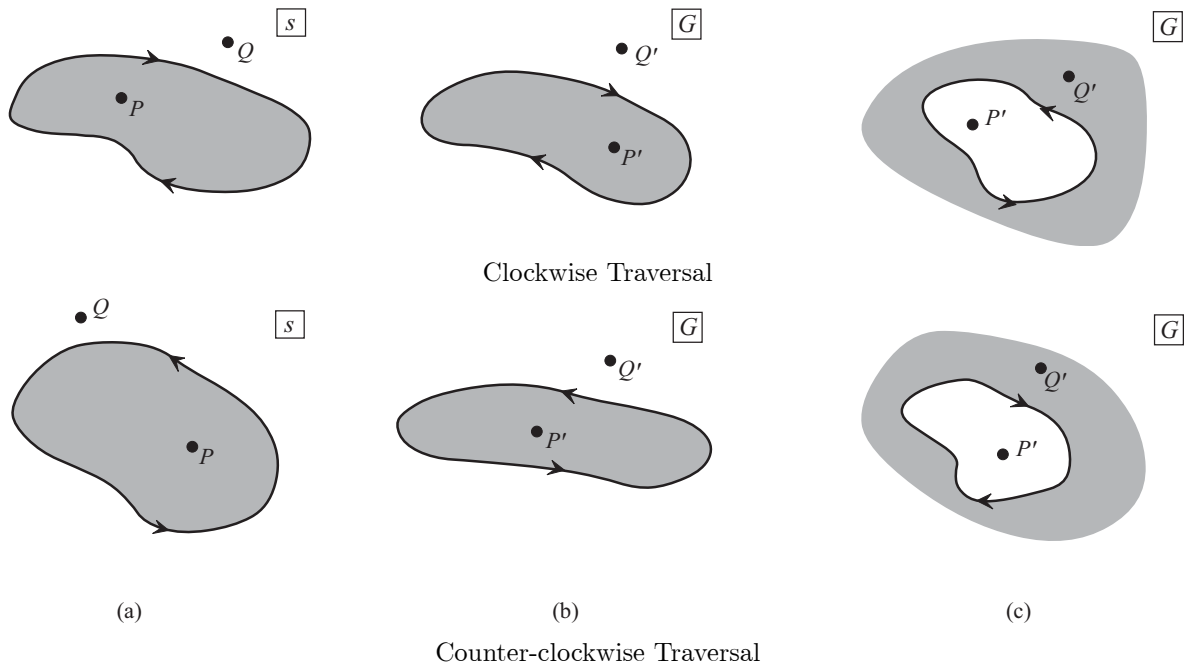 s
Q
P
G
Q′
P′
G
Q′
P′
Clockwise Traversal
Q
s
P
G
Q′
P′
G
Q′
P′
(a) (b) (c)
Counter-clockwise Traversal